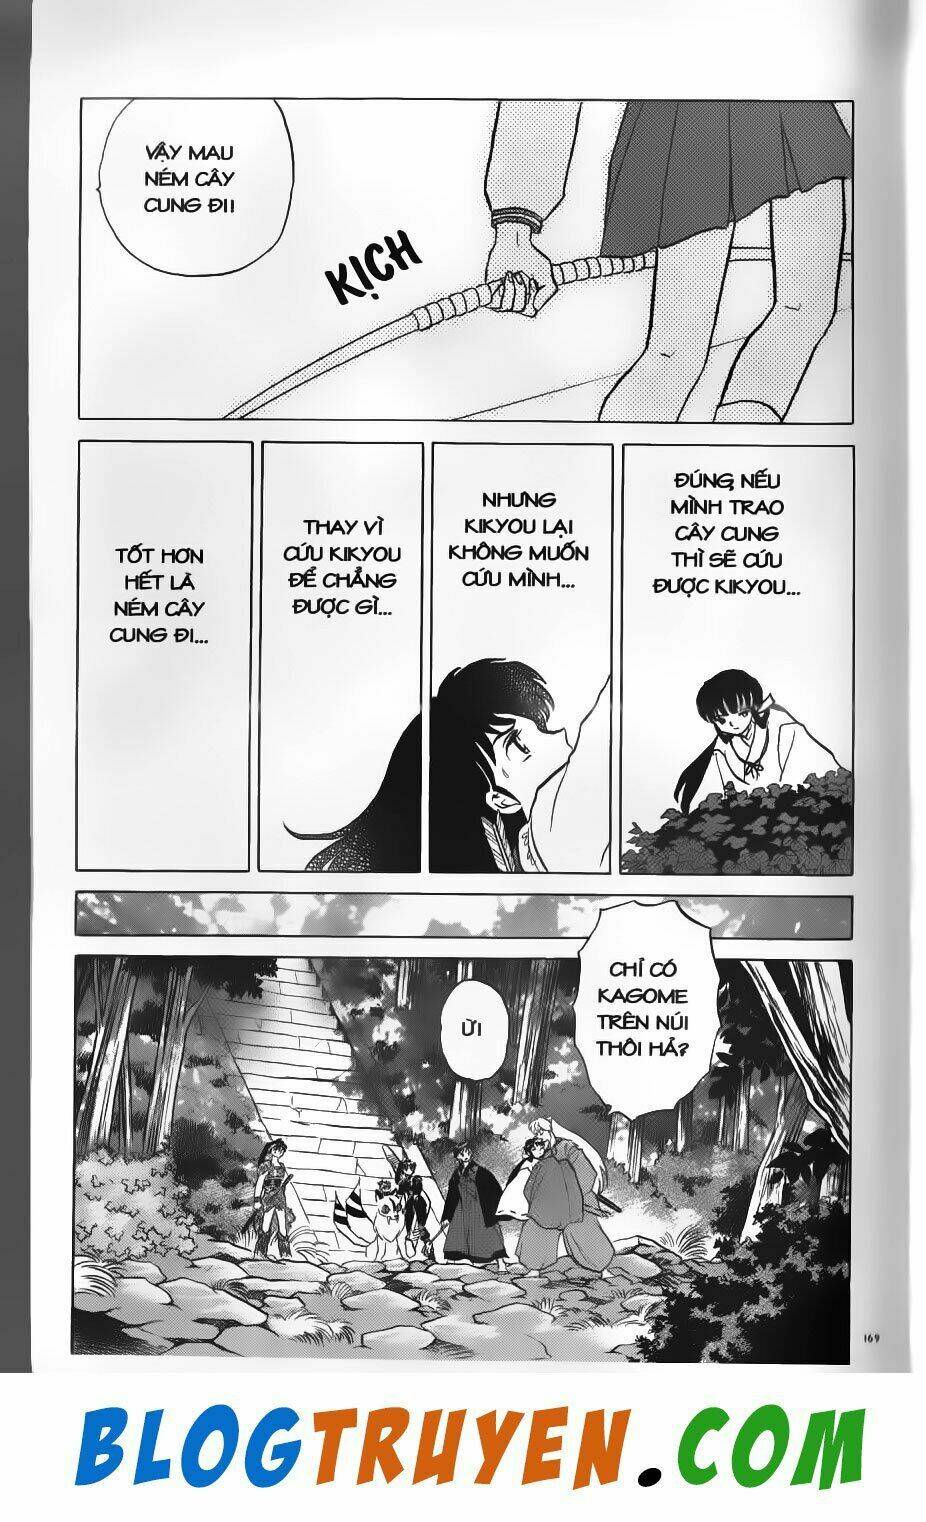 VẬY MAU
NÉM CÂY
CUNG ĐI!
KỊCH
ĐÚNG, NẾU
MÌNH TRAO
CÂY CUNG
THÌ SẼ CỨU
ĐƯỢC KIKYOU...
NHƯNG
KIKYOU LẠI
KHÔNG MUỐN
CỨU MÌNH...
THAY VÌ
CỨU KIKYOU
ĐỂ CHẲNG
ĐƯỢC GÌ...
TỐT HƠN
HẾT LÀ
NÉM CÂY
CUNG ĐI...
CHỈ CÓ
KAGOME
TRÊN NÚI
THÔI HẢ?
ỪI
169
BLOGTRUYEN.COM